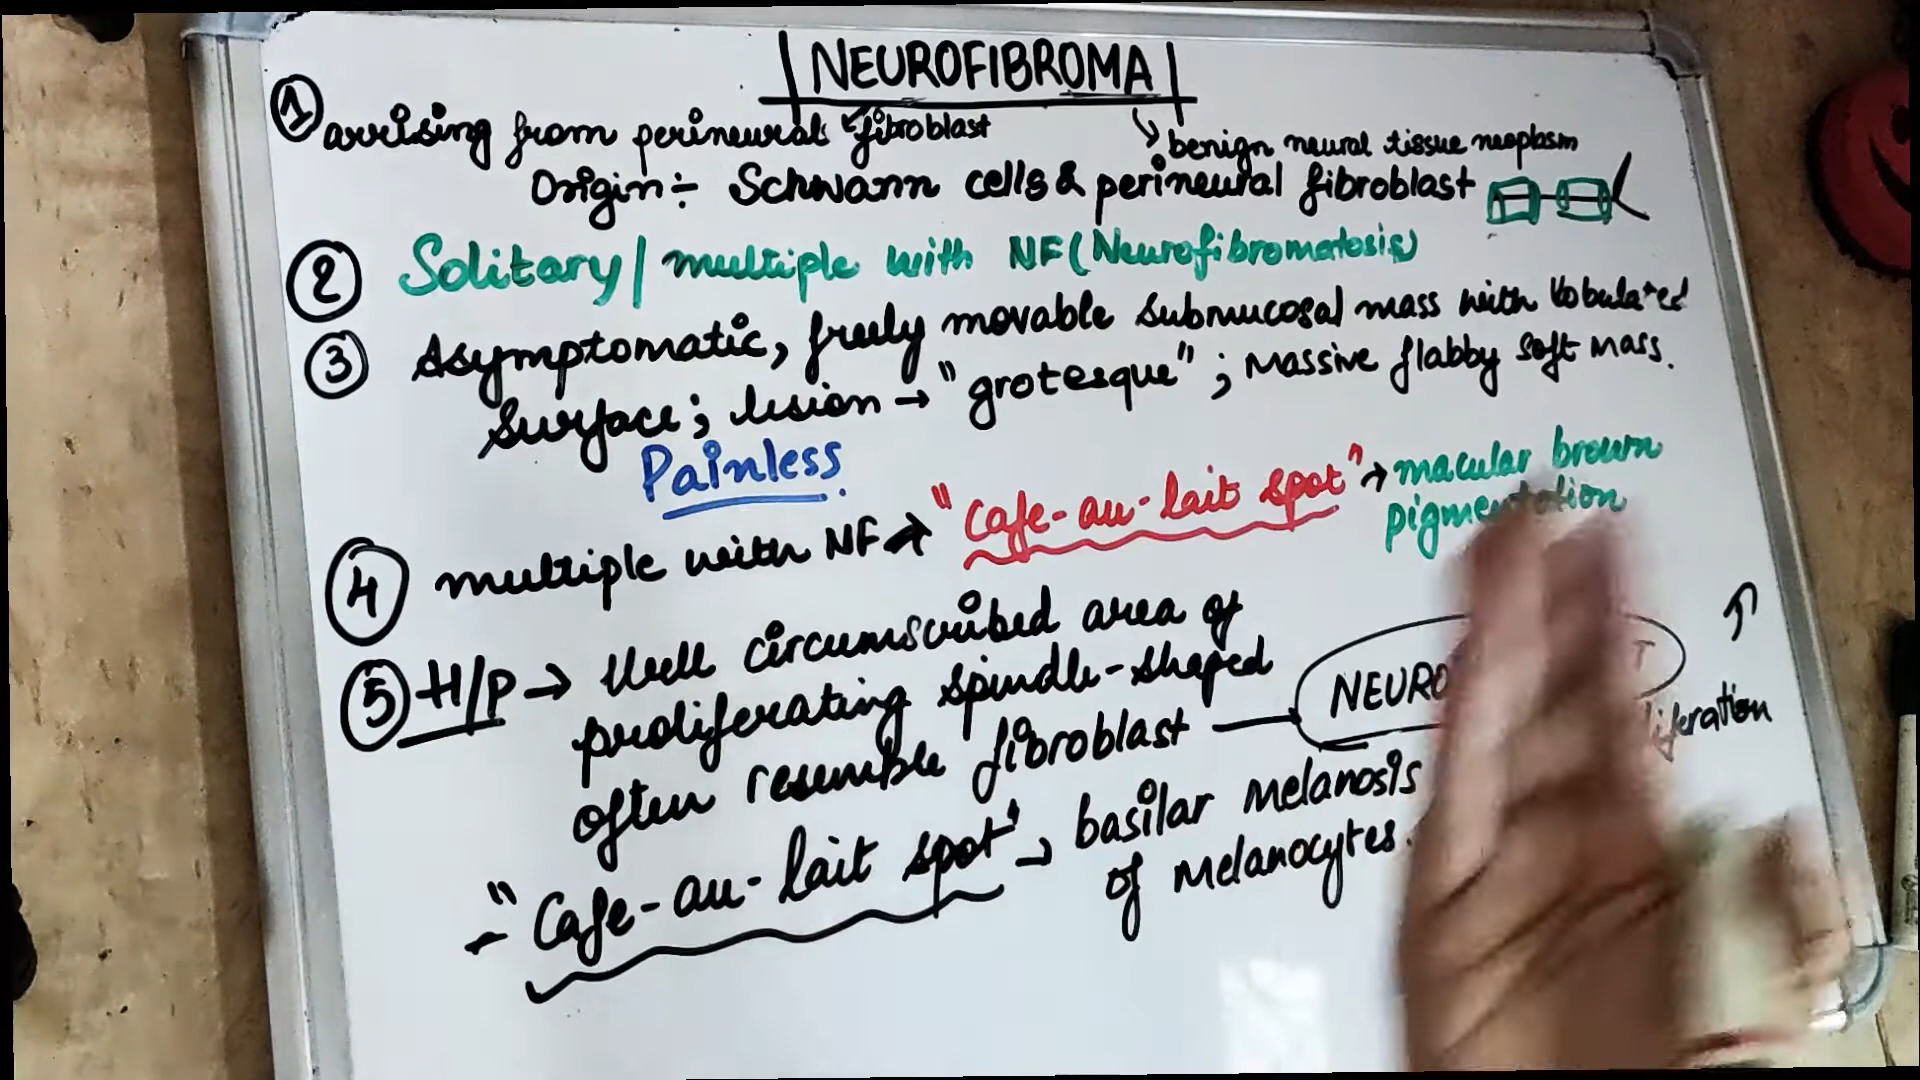 NEUROFIBROMA
① arrising from perineural fibroblast
benign neural tissue neoplasm
Origin÷ Schwann cells & perineural fibroblast
② Solitary/multiple with NF (Neurofibromatosis)
③ Asymptomatic, freely movable submucosal mass with lobulated
surface; lesion → "grotesque"; Massive flabby soft mass.
Painless.
④ multiple with NF → "Cafe-au-lait spot" → macular brown
pigmentation
⑤ H/P → Well circumscribed area of
proliferating spindle-shaped
often resemble fibroblast
- "Cafe-au-lait spot" → basilar melanosis
of melanocytes.